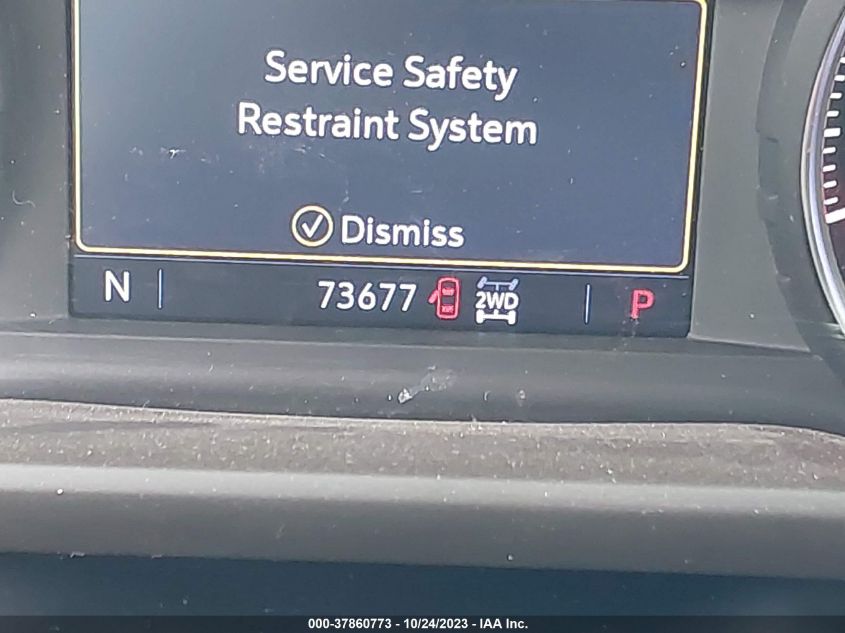 Service Safety
Restraint System
Dismiss
N 73677 2WD P
000-37860773 - 10/24/2023 - IAA Inc.